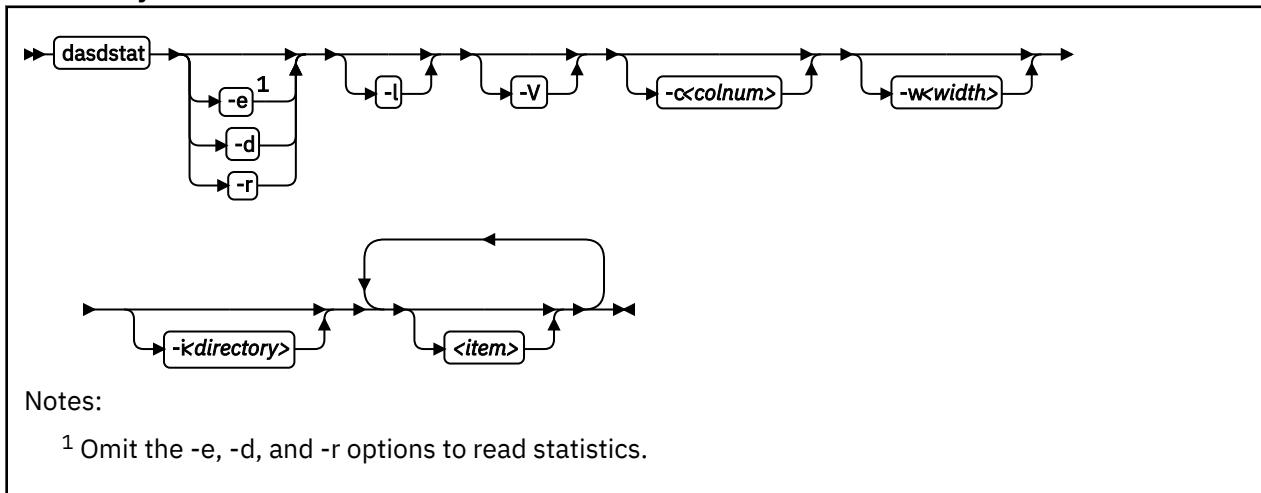 dasdstat
-e 1
-d
-r
-l
-V
-c<colnum>
-w<width>
-i<directory>
<item>
Notes:
1 Omit the -e, -d, and -r options to read statistics.